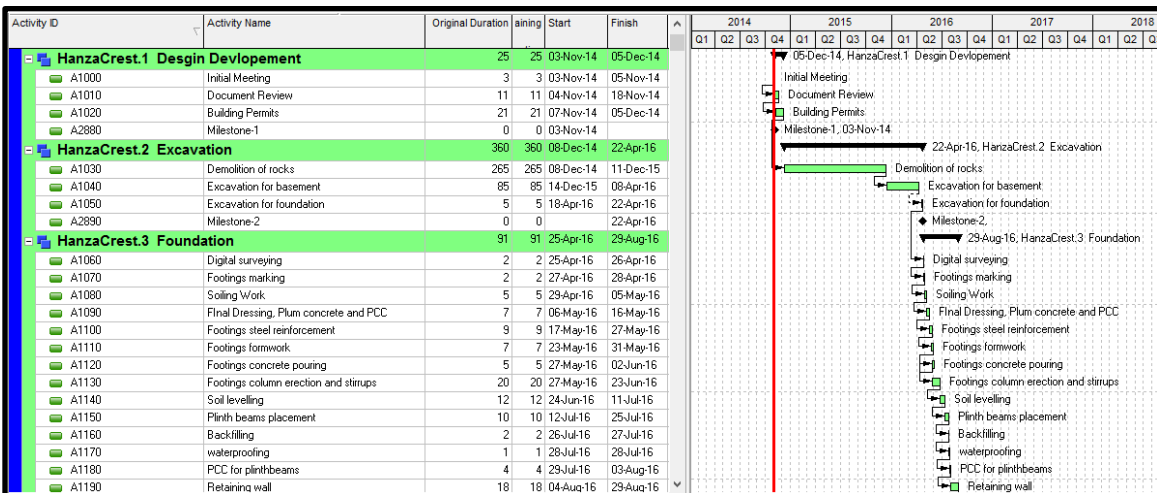 Activity ID Activity Name Original Duration aining Start Finish 2014 2015 2016 2017 2018
Q1 Q2 Q3 Q4 Q1 Q2 Q3 Q4 Q1 Q2 Q3 Q4 Q1 Q2 Q3 Q4 Q1 Q2
HanzaCrest.1 Desgin Devlopement 25 25 03-Nov-14 05-Dec-14 05-Dec-14, HanzaCrest.1 Desgin Devlopement
A1000 Initial Meeting 3 3 03-Nov-14 05-Nov-14 Initial Meeting
A1010 Document Review 11 11 04-Nov-14 18-Nov-14 Document Review
A1020 Building Permits 21 21 07-Nov-14 05-Dec-14 Building Permits
A2880 Milestone-1 0 0 03-Nov-14 Milestone-1, 03-Nov-14
HanzaCrest.2 Excavation 360 360 08-Dec-14 22-Apr-16 22-Apr-16, HanzaCrest.2 Excavation
A1030 Demolition of rocks 265 265 08-Dec-14 11-Dec-15 Demolition of rocks
A1040 Excavation for basement 85 85 14-Dec-15 08-Apr-16 Excavation for basement
A1050 Excavation for foundation 5 5 18-Apr-16 22-Apr-16 Excavation for foundation
A2890 Milestone-2 0 0 22-Apr-16 Milestone-2,
HanzaCrest.3 Foundation 91 91 25-Apr-16 29-Aug-16 29-Aug-16, HanzaCrest.3 Foundation
A1060 Digital surveying 2 2 25-Apr-16 26-Apr-16 Digital surveying
A1070 Footings marking 2 2 27-Apr-16 28-Apr-16 Footings marking
A1080 Soiling Work 5 5 29-Apr-16 05-May-16 Soiling Work
A1090 FInal Dressing, Plum concrete and PCC 7 7 06-May-16 16-May-16 FInal Dressing, Plum concrete and PCC
A1100 Footings steel reinforcement 9 9 17-May-16 27-May-16 Footings steel reinforcement
A1110 Footings formwork 7 7 23-May-16 31-May-16 Footings formwork
A1120 Footings concrete pouring 5 5 27-May-16 02-Jun-16 Footings concrete pouring
A1130 Footings column erection and stirrups 20 20 27-May-16 23-Jun-16 Footings column erection and stirrups
A1140 Soil levelling 12 12 24-Jun-16 11-Jul-16 Soil levelling
A1150 Plinth beams placement 10 10 12-Jul-16 25-Jul-16 Plinth beams placement
A1160 Backfilling 2 2 26-Jul-16 27-Jul-16 Backfilling
A1170 waterproofing 1 1 28-Jul-16 28-Jul-16 waterproofing
A1180 PCC for plinthbeams 4 4 29-Jul-16 03-Aug-16 PCC for plinthbeams
A1190 Retaining wall 18 18 04-Aug-16 29-Aug-16 Retaining wall